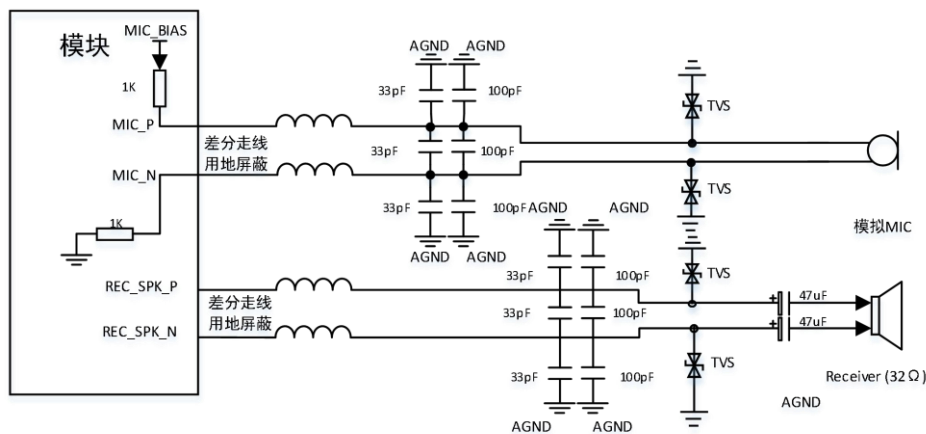 模块
MIC_BIAS
1K
MIC_P
差分走线
用地屏蔽
MIC_N
1K
AGND
AGND
33pF
100pF
33pF
100pF
33pF
100pF
AGND
AGND
TVS
TVS
模拟MIC
REC_SPK_P
差分走线
用地屏蔽
REC_SPK_N
AGND
AGND
33pF
100pF
33pF
100pF
33pF
100pF
AGND
AGND
TVS
TVS
+
47uF
+
47uF
Receiver (32Ω)
AGND